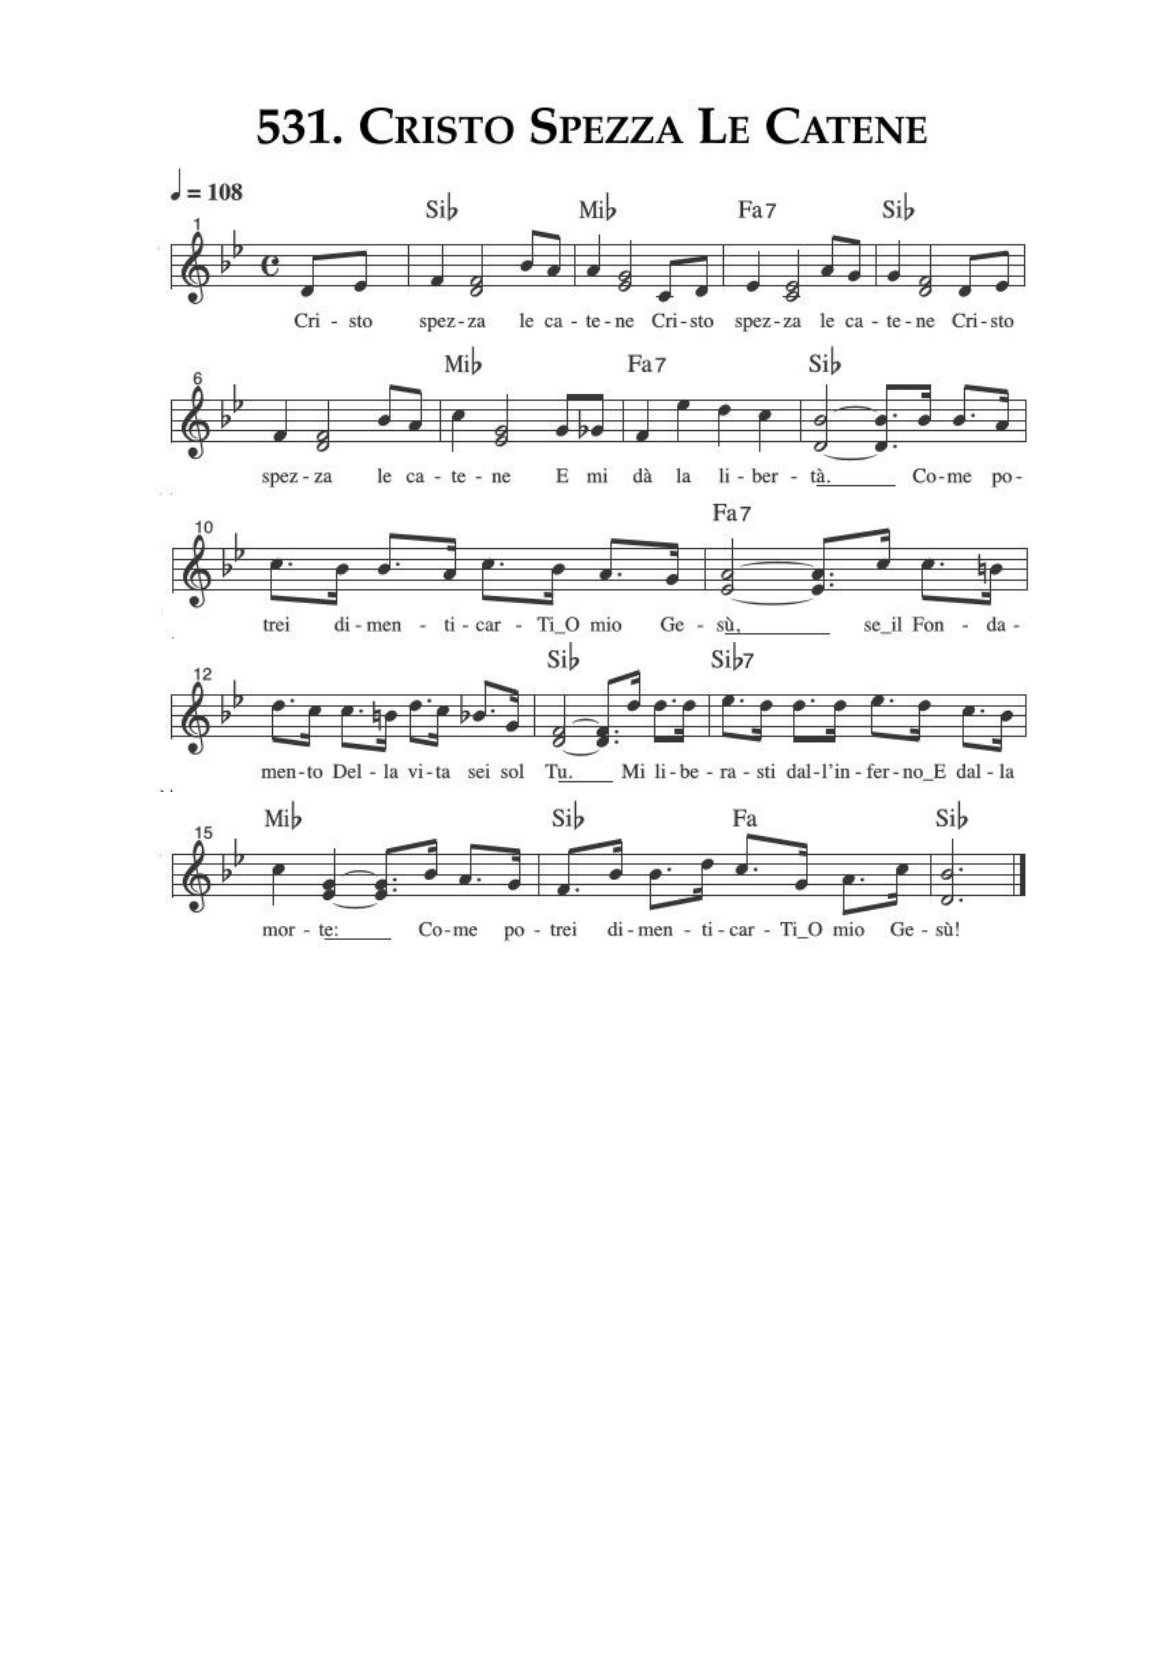 531. Cristo Spezza Le Catene
♩ = 108
Si♭ Mi♭ Fa7 Si♭
1
Cri - sto spez - za le ca - te - ne Cri - sto spez - za le ca - te - ne Cri - sto
Mi♭ Fa7 Si♭
6
spez - za le ca - te - ne E mi dà la li - ber - tà. Co - me po -
Fa7
10
trei di - men - ti - car - Ti_O mio Ge - sù, se_il Fon - da -
Si♭ Si♭7
12
men - to Del - la vi - ta sei sol Tu. Mi li - be - ra - sti dal - l'in - fer - no_E dal - la
Mi♭ Si♭ Fa Si♭
15
mor - te: Co - me po - trei di - men - ti - car - Ti_O mio Ge - sù!